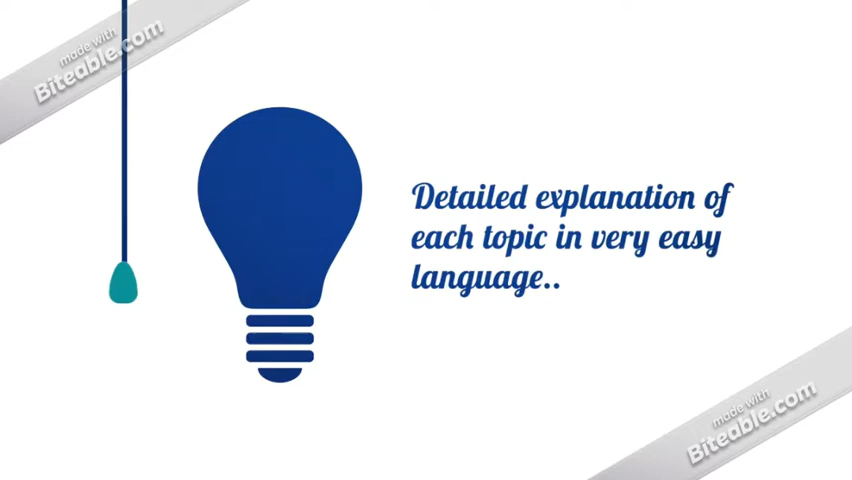 made with
Biteable.com
Detailed explanation of
each topic in very easy
language..
made with
Biteable.com